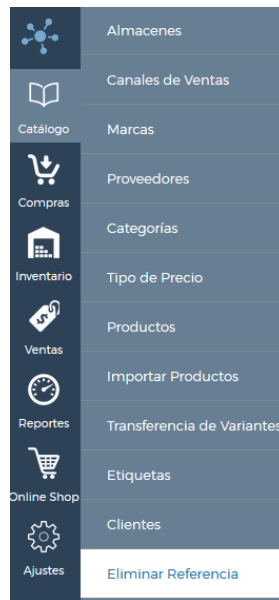 Catálogo
Compras
Inventario
Ventas
Reportes
Online Shop
Ajustes
Almacenes
Canales de Ventas
Marcas
Proveedores
Categorías
Tipo de Precio
Productos
Importar Productos
Transferencia de Variantes
Etiquetas
Clientes
Eliminar Referencia